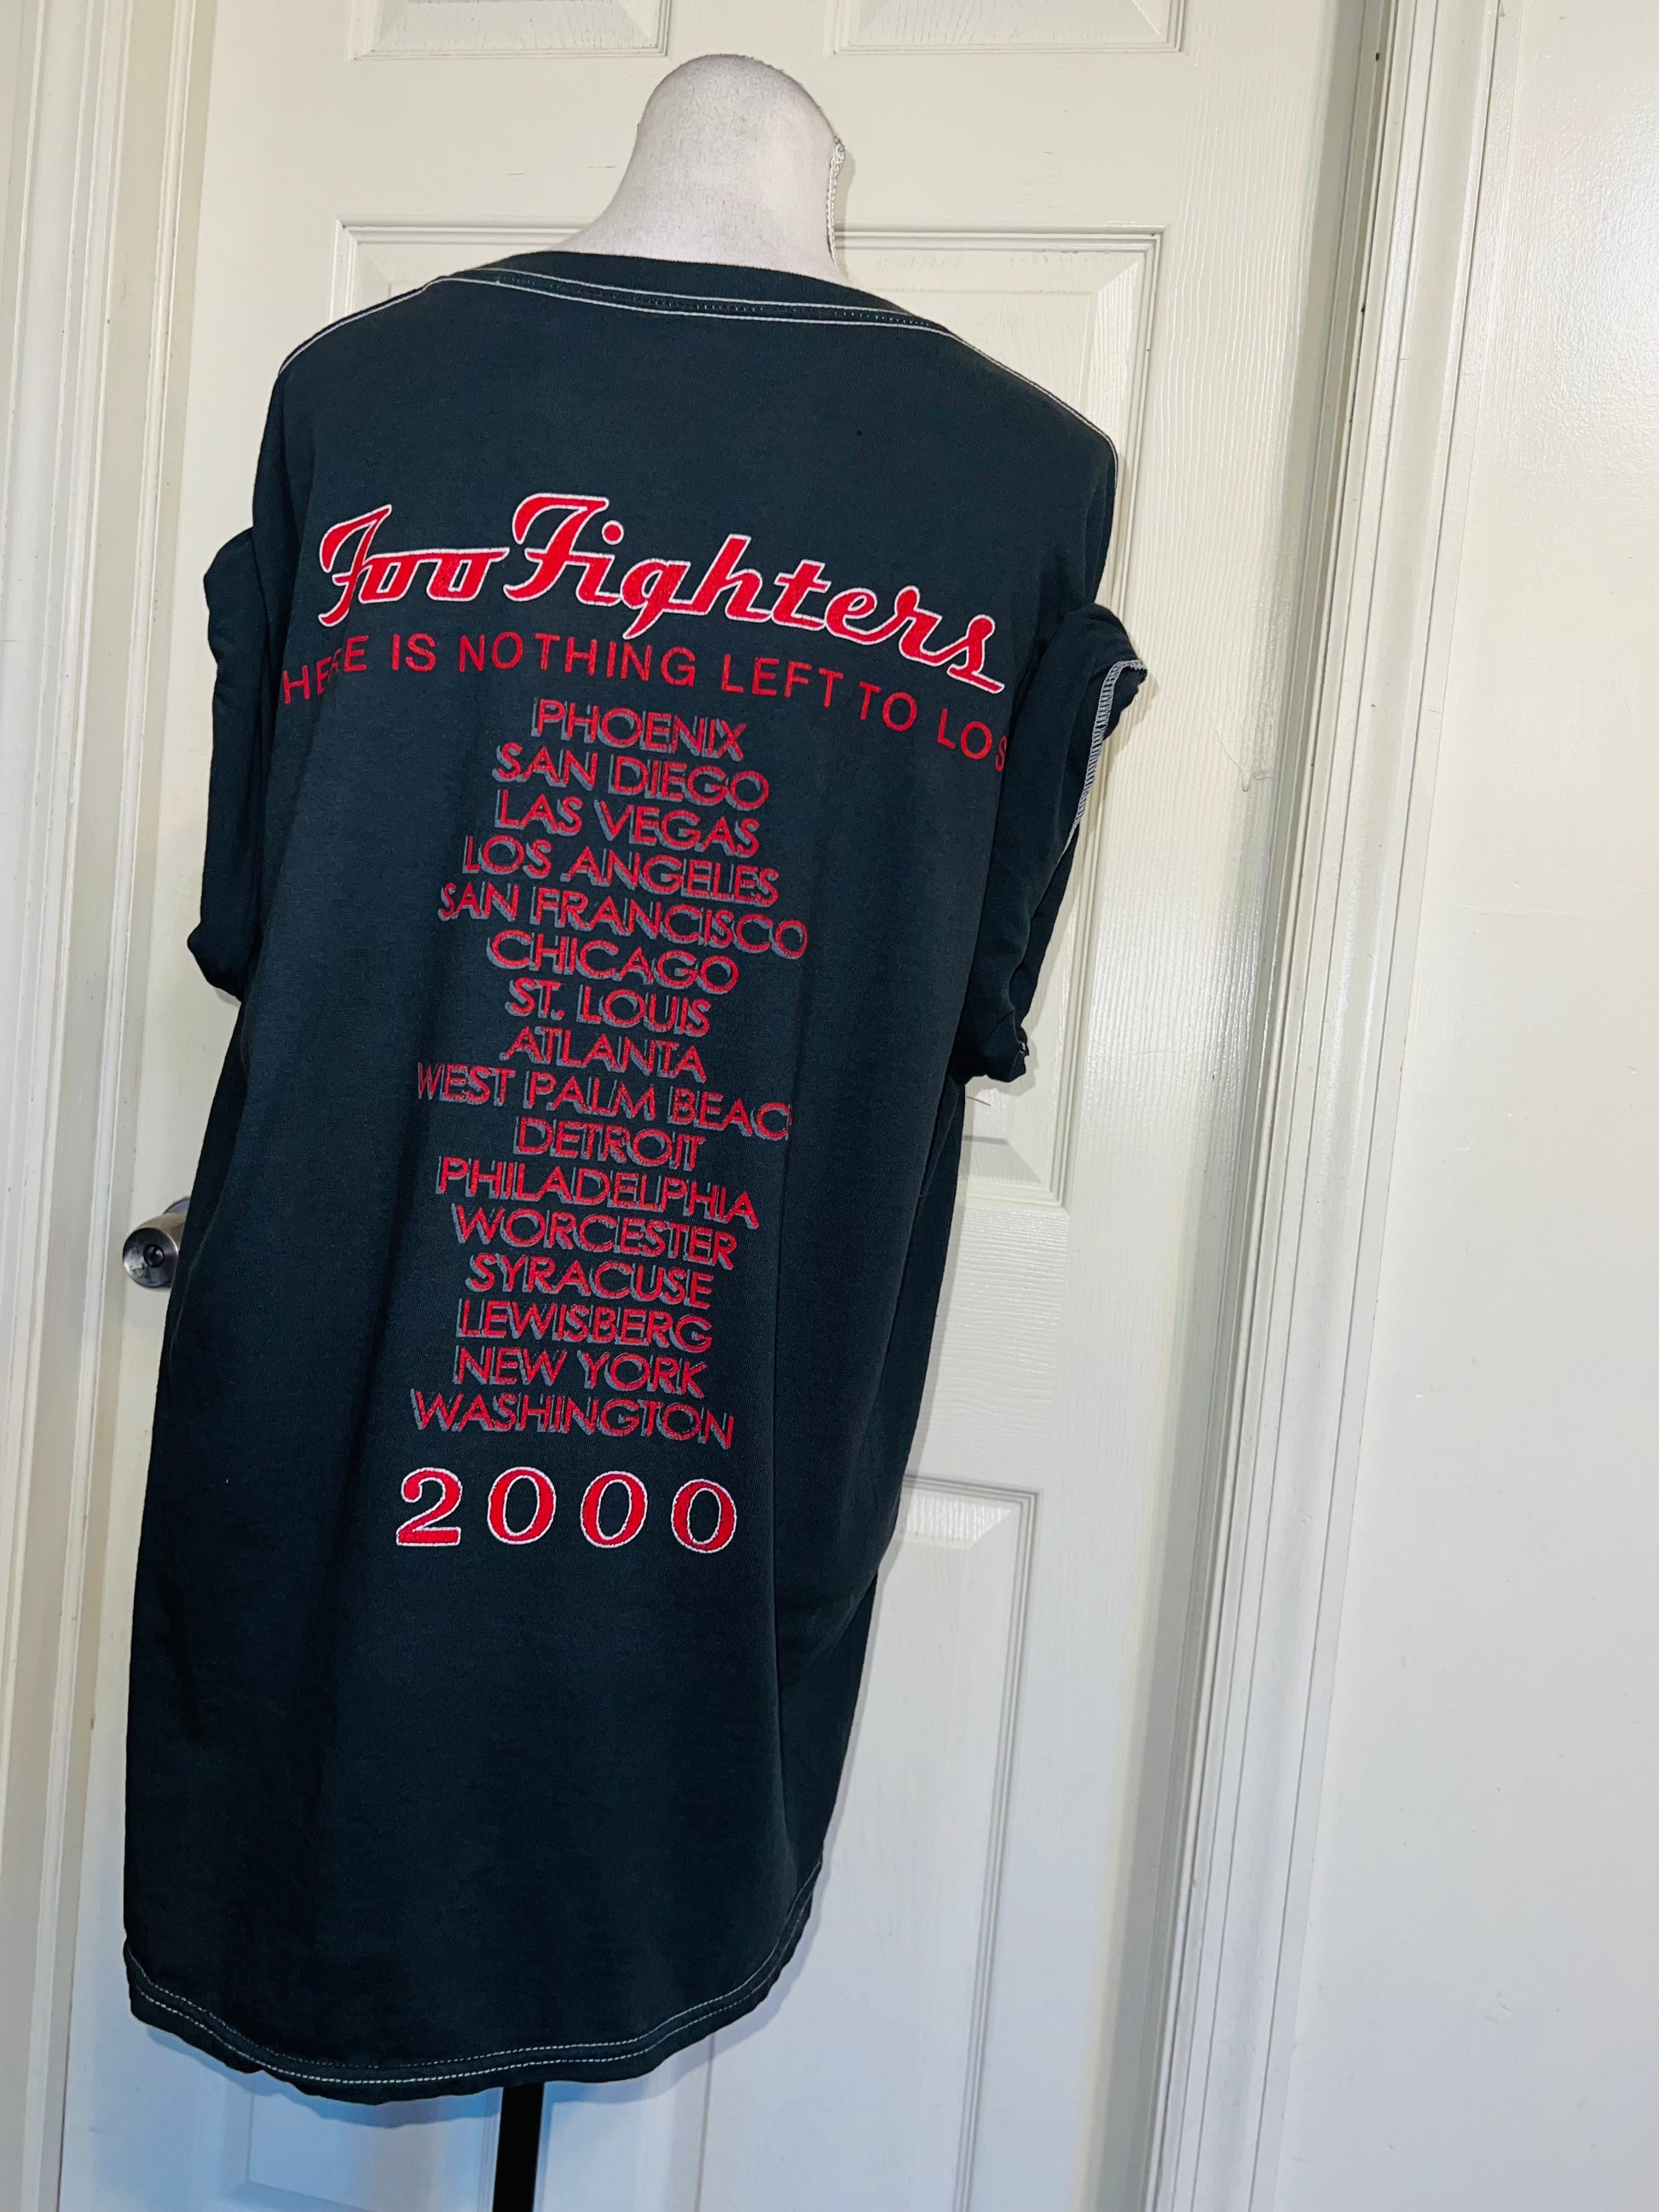 Foo Fighters
HERE IS NOTHING LEFT TO LOS
PHOENIX
SAN DIEGO
LAS VEGAS
LOS ANGELES
SAN FRANCISCO
CHICAGO
ST. LOUIS
ATLANTA
WEST PALM BEAC
DETROIT
PHILADELPHIA
WORCESTER
SYRACUSE
LEWISBERG
NEW YORK
WASHINGTON
2000